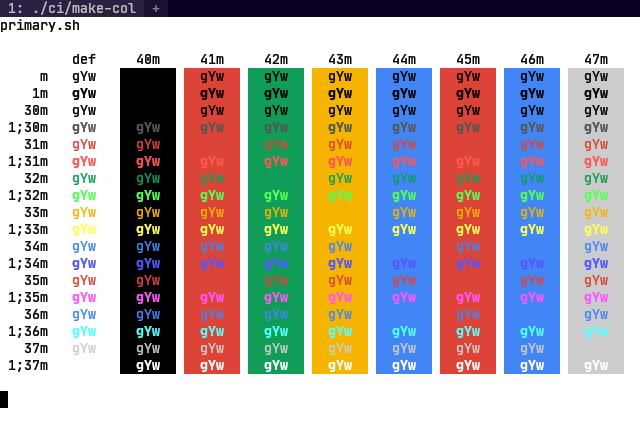 1: ./ci/make-col +
primary.sh
def 40m 41m 42m 43m 44m 45m 46m 47m
m gYw gYw gYw gYw gYw gYw gYw gYw
1m gYw gYw gYw gYw gYw gYw gYw gYw
30m gYw gYw gYw gYw gYw gYw gYw gYw
1;30m gYw gYw gYw gYw gYw gYw gYw gYw gYw
31m gYw gYw gYw gYw gYw gYw gYw
1;31m gYw gYw gYw gYw gYw gYw gYw gYw gYw
32m gYw gYw gYw gYw gYw gYw gYw gYw
1;32m gYw gYw gYw gYw gYw gYw gYw gYw gYw
33m gYw gYw gYw gYw gYw gYw gYw gYw
1;33m gYw gYw gYw gYw gYw gYw gYw gYw gYw
34m gYw gYw gYw gYw gYw gYw gYw
1;34m gYw gYw gYw gYw gYw gYw gYw gYw gYw
35m gYw gYw gYw gYw gYw gYw gYw
1;35m gYw gYw gYw gYw gYw gYw gYw gYw gYw
36m gYw gYw gYw gYw gYw gYw gYw
1;36m gYw gYw gYw gYw gYw gYw gYw gYw gYw
37m gYw gYw gYw gYw gYw gYw gYw gYw
1;37m gYw gYw gYw gYw gYw gYw gYw gYw